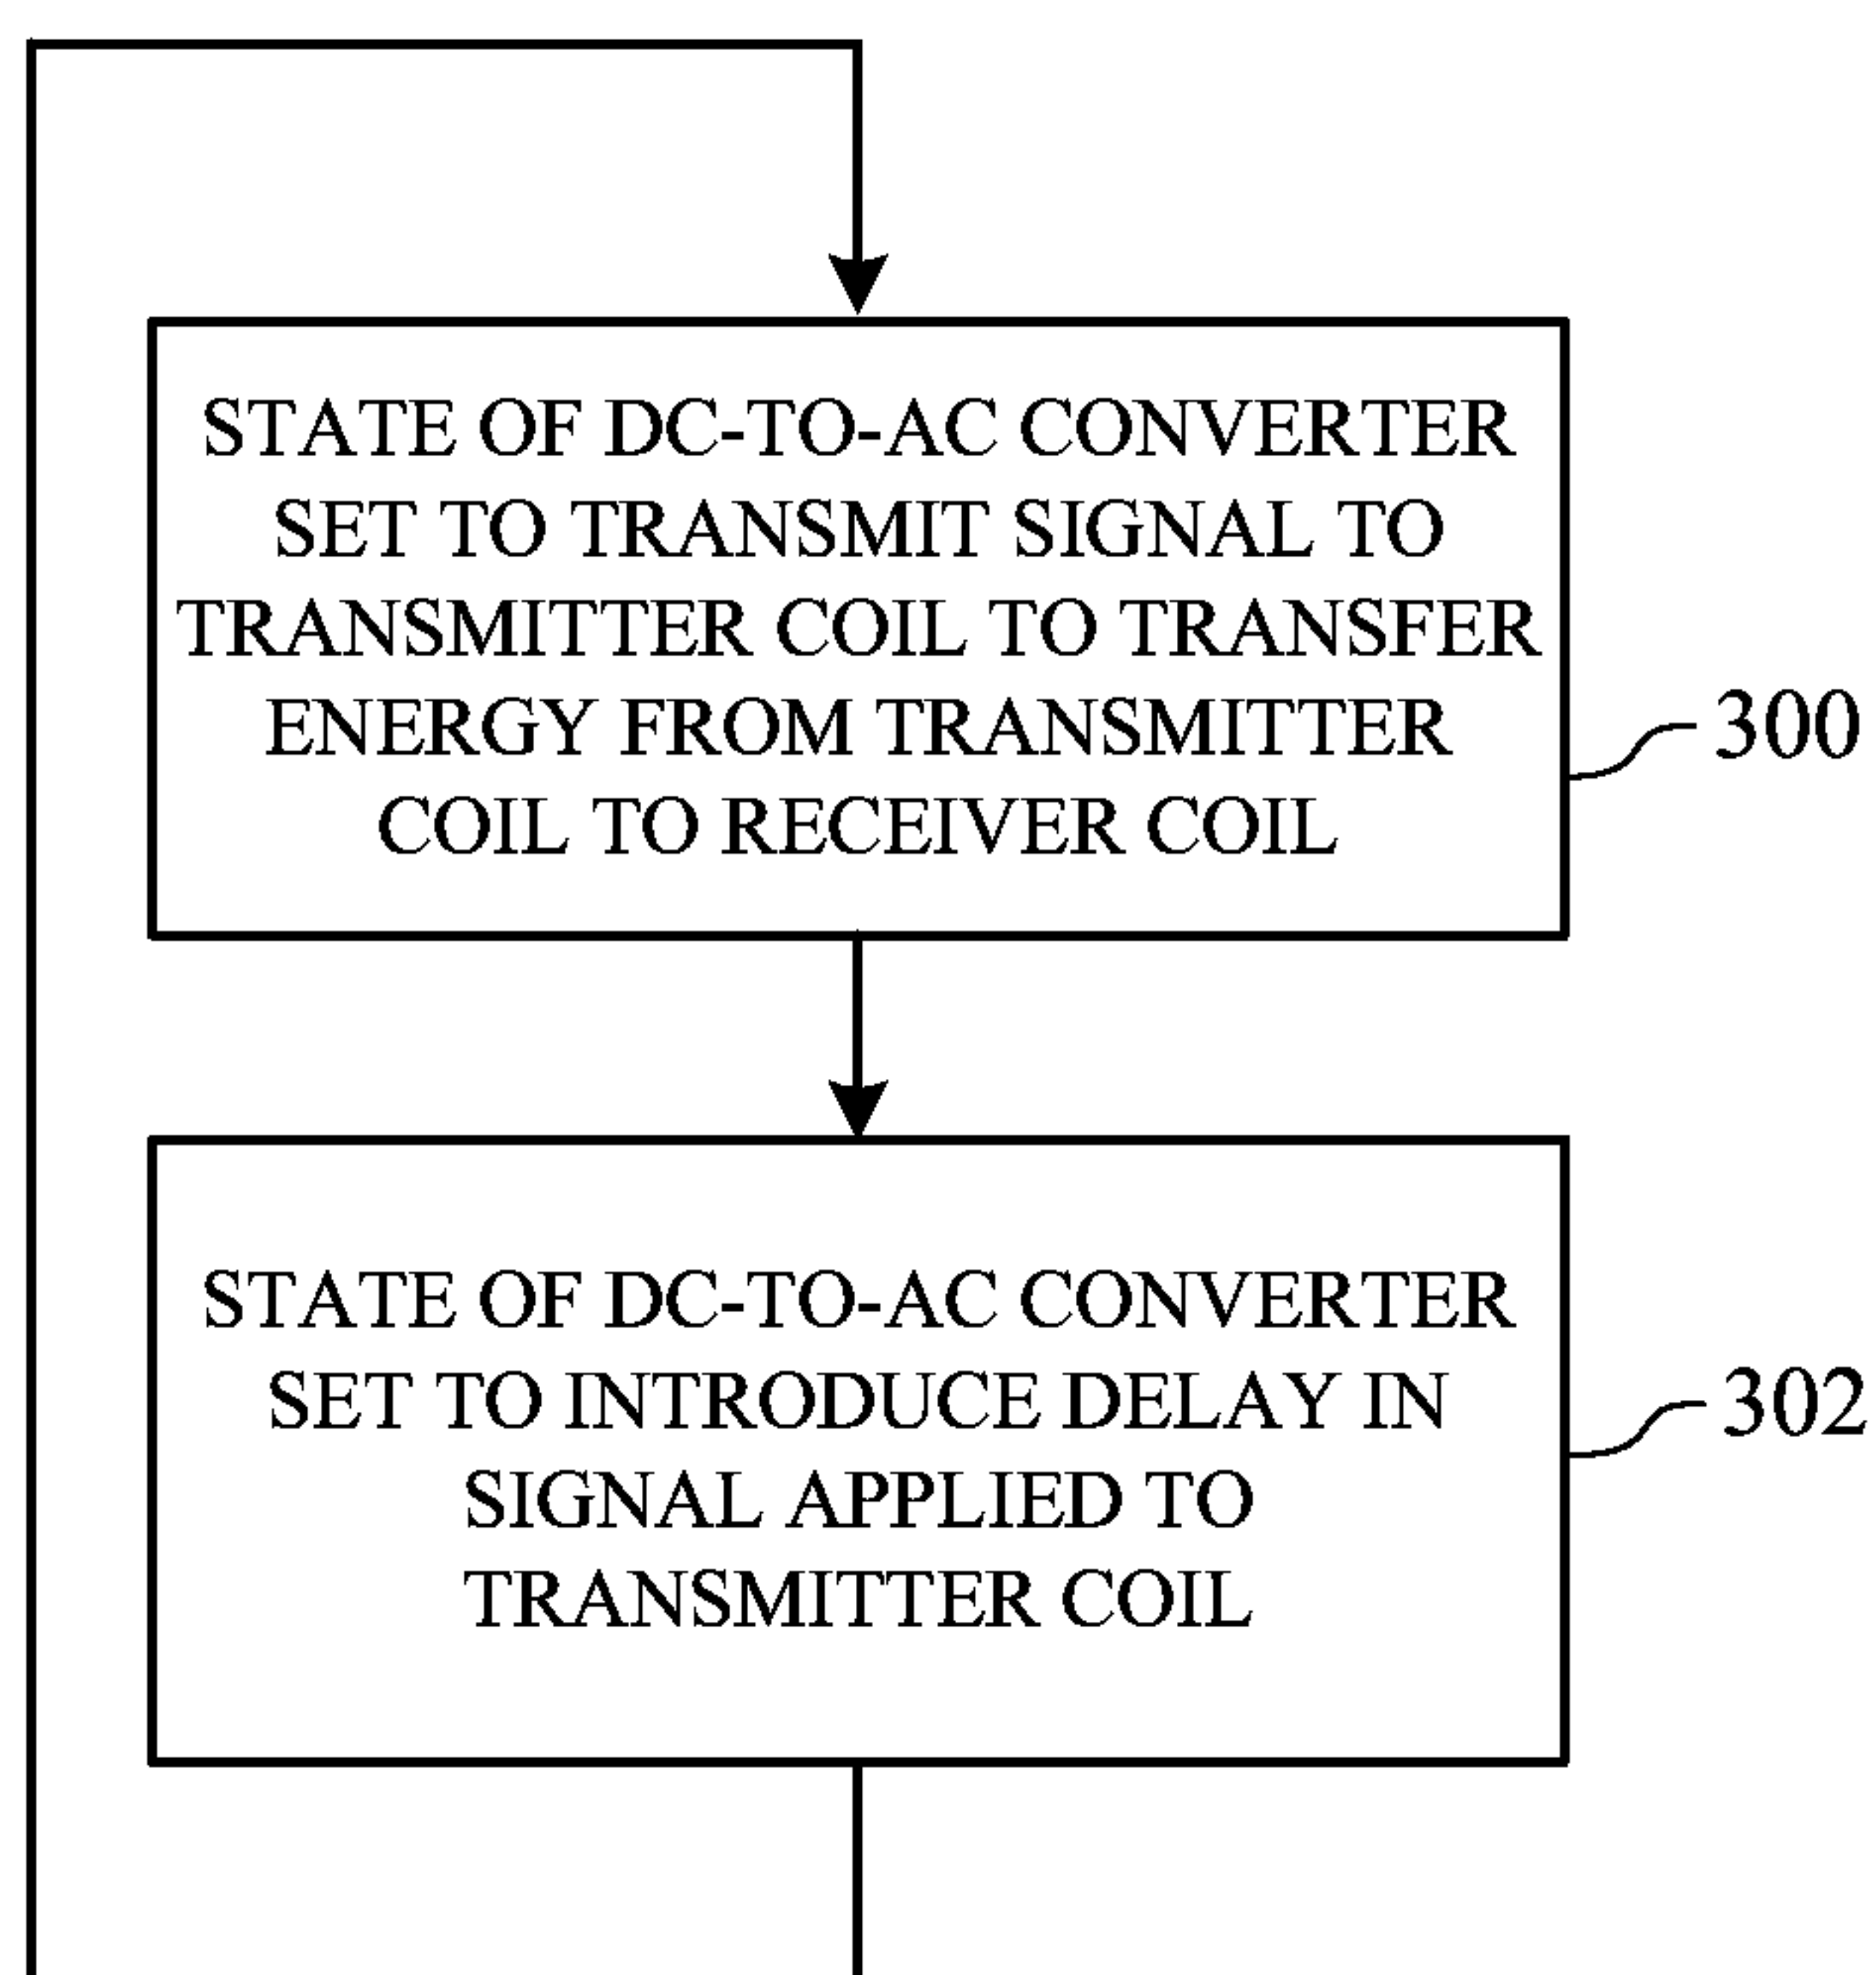 STATE OF DC-TO-AC CONVERTER
SET TO TRANSMIT SIGNAL TO
TRANSMITTER COIL TO TRANSFER
ENERGY FROM TRANSMITTER
COIL TO RECEIVER COIL
300
STATE OF DC-TO-AC CONVERTER
SET TO INTRODUCE DELAY IN
SIGNAL APPLIED TO
TRANSMITTER COIL
302